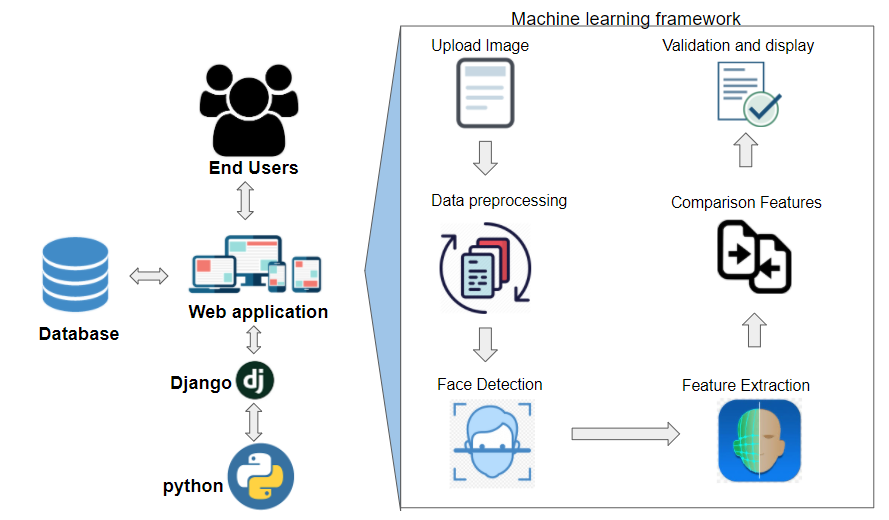 Machine learning framework
Upload Image
Validation and display
End Users
Data preprocessing
Comparison Features
Web application
Database
Django
dj
Face Detection
Feature Extraction
python